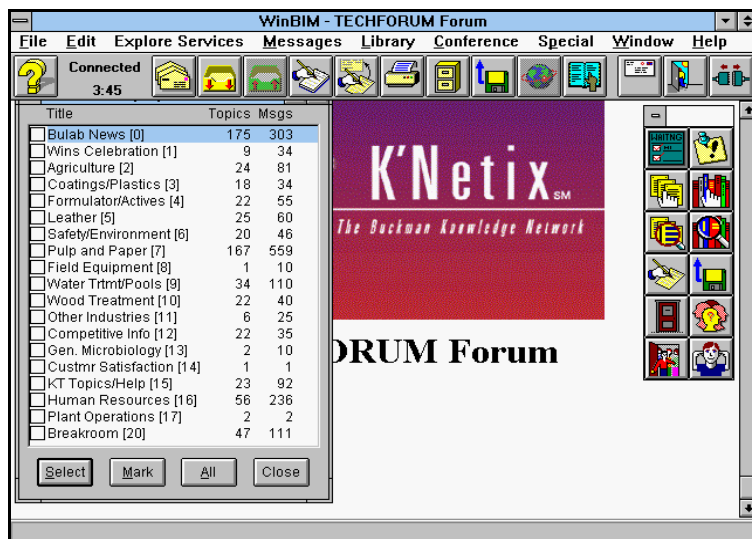 WinBIM - TECHFORUM Forum
File Edit Explore Services Messages Library Conference Special Window Help
Connected
3:45
Title Topics Msgs
Bulab News [0] 175 303
Wins Celebration [1] 9 34
Agriculture [2] 24 81
Coatings/Plastics [3] 18 34
Formulator/Actives [4] 22 55
Leather [5] 25 60
Safety/Environment [6] 20 46
Pulp and Paper [7] 167 559
Field Equipment [8] 1 10
Water Trtmt/Pools [9] 34 110
Wood Treatment [10] 22 40
Other Industries [11] 6 25
Competitive Info [12] 22 35
Gen. Microbiology [13] 2 10
Custmr Satisfaction [14] 1 1
KT Topics/Help [15] 23 92
Human Resources [16] 56 236
Plant Operations [17] 2 2
Breakroom [20] 47 111
Select Mark All Close
K'Netix SM
The Buckman Knowledge Network
ORUM Forum
WAITNG